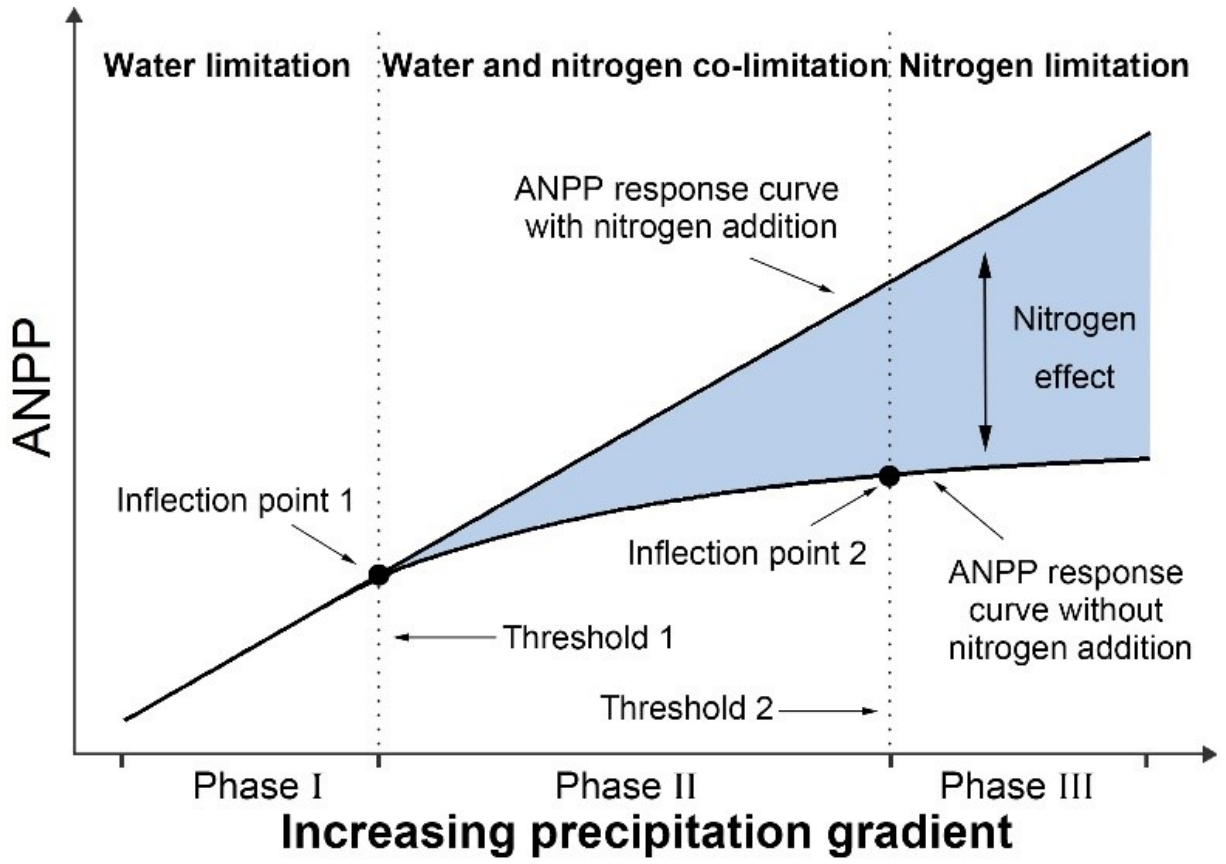 Water limitation
Water and nitrogen co-limitation
Nitrogen limitation
ANPP response curve
with nitrogen addition
Nitrogen
effect
ANPP
Inflection point 1
Inflection point 2
ANPP response
curve without
nitrogen addition
Threshold 1
Threshold 2
Phase I
Phase II
Phase III
Increasing precipitation gradient